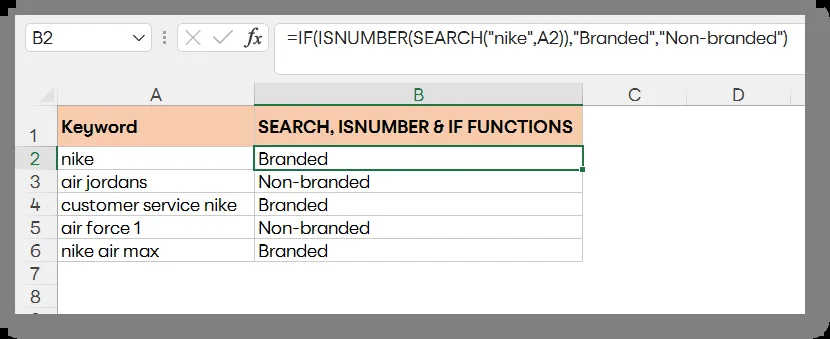 B2 fx =IF(ISNUMBER(SEARCH("nike",A2)),"Branded","Non-branded")
A B C D
1 Keyword SEARCH, ISNUMBER & IF FUNCTIONS
2 nike Branded
3 air jordans Non-branded
4 customer service nike Branded
5 air force 1 Non-branded
6 nike air max Branded
7
8